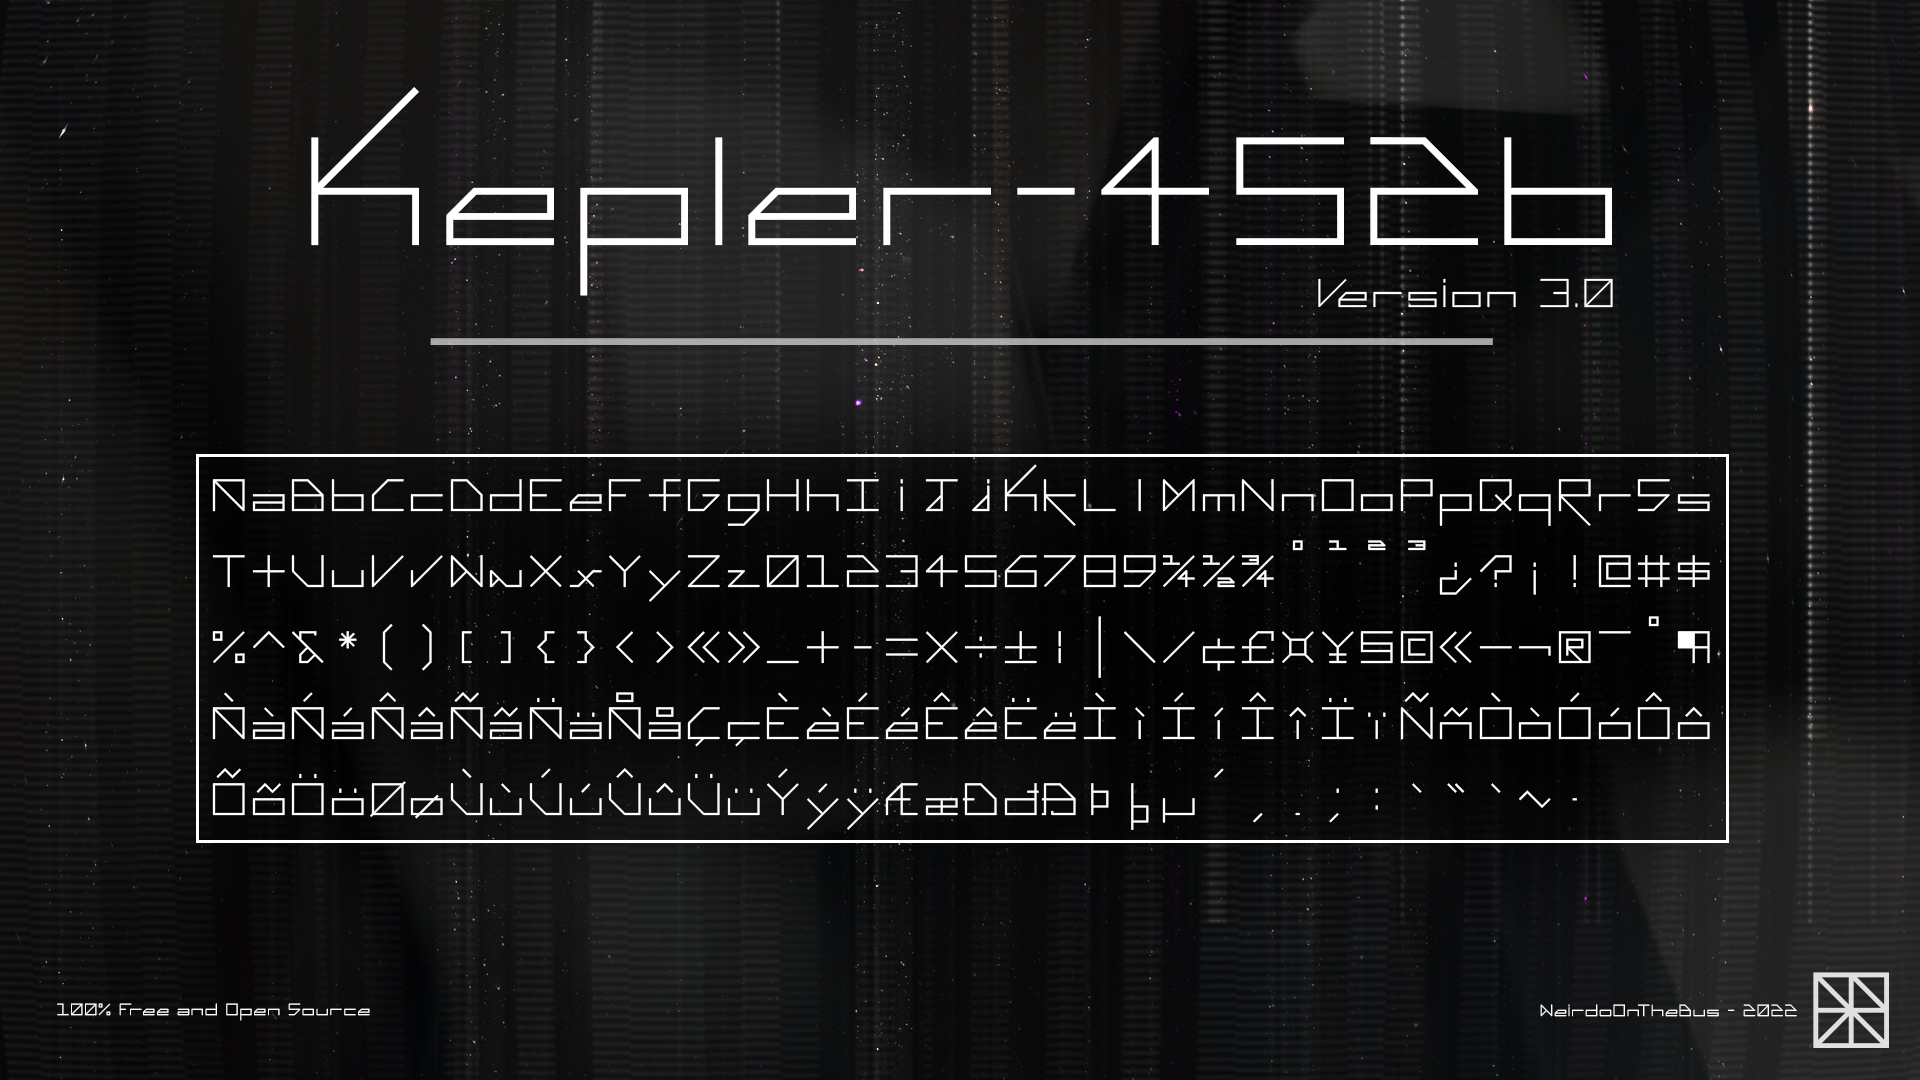 Kepler-452b
Version 3.0
AaBbCcDdEeFfGgHhIiJjKkLlMmNnOoPpQqRrSs
TtUuVvWwXxYyZz0123456789¼½¾°¹²³¿?¡!@#$
%^&*()[]{}<>«»_+-=×÷±¦|\/¢£¤¥§©«—¬®¯°¶
ÀàÁáÂâÃãÄäÅåÇçÈèÉéÊêËëÌìÍíÎîÏïÑñÒòÓóÔô
ÕõÖöØøÙùÚúÛûÜüÝýÿÆæÐđßÞþµ´,.;:`~·
100% Free and Open Source
WeirdoOnTheBus - 2022